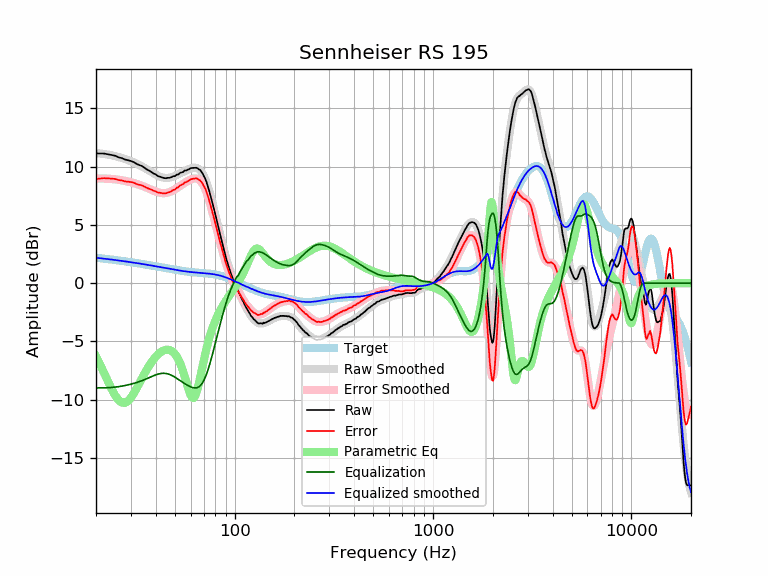 Sennheiser RS 195
15
10
5
0
−5
−10
−15
Amplitude (dBr)
Target
Raw Smoothed
Error Smoothed
Raw
Error
Parametric Eq
Equalization
Equalized smoothed
100
1000
10000
Frequency (Hz)